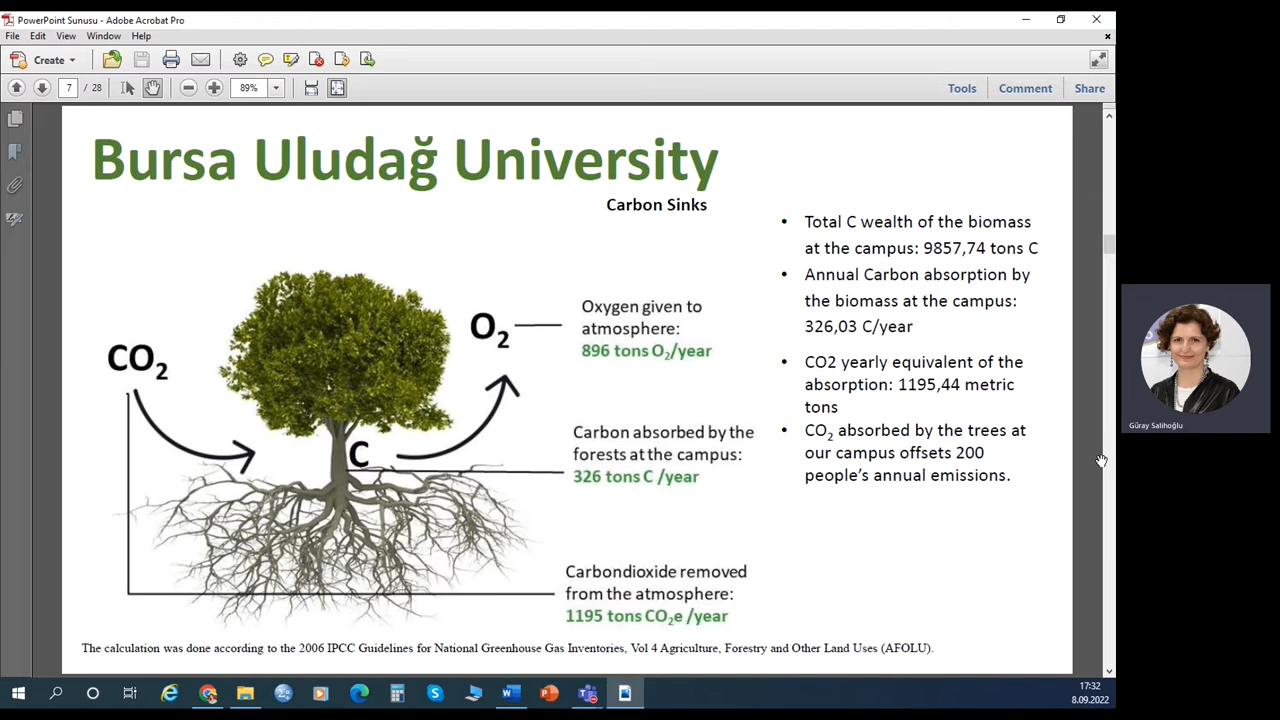 PowerPoint Sunusu - Adobe Acrobat Pro
File Edit View Window Help
Create
7 / 28
89%
Tools Comment Share
Bursa Uludağ University
Carbon Sinks
CO2
O2
C
Oxygen given to
atmosphere:
896 tons O2/year
Carbon absorbed by the
forests at the campus:
326 tons C /year
Carbondioxide removed
from the atmosphere:
1195 tons CO2e /year
• Total C wealth of the biomass
at the campus: 9857,74 tons C
• Annual Carbon absorption by
the biomass at the campus:
326,03 C/year
• CO2 yearly equivalent of the
absorption: 1195,44 metric
tons
• CO2 absorbed by the trees at
our campus offsets 200
people’s annual emissions.
The calculation was done according to the 2006 IPCC Guidelines for National Greenhouse Gas Inventories, Vol 4 Agriculture, Forestry and Other Land Uses (AFOLU).
Güray Salihoğlu
17:32
8.09.2022